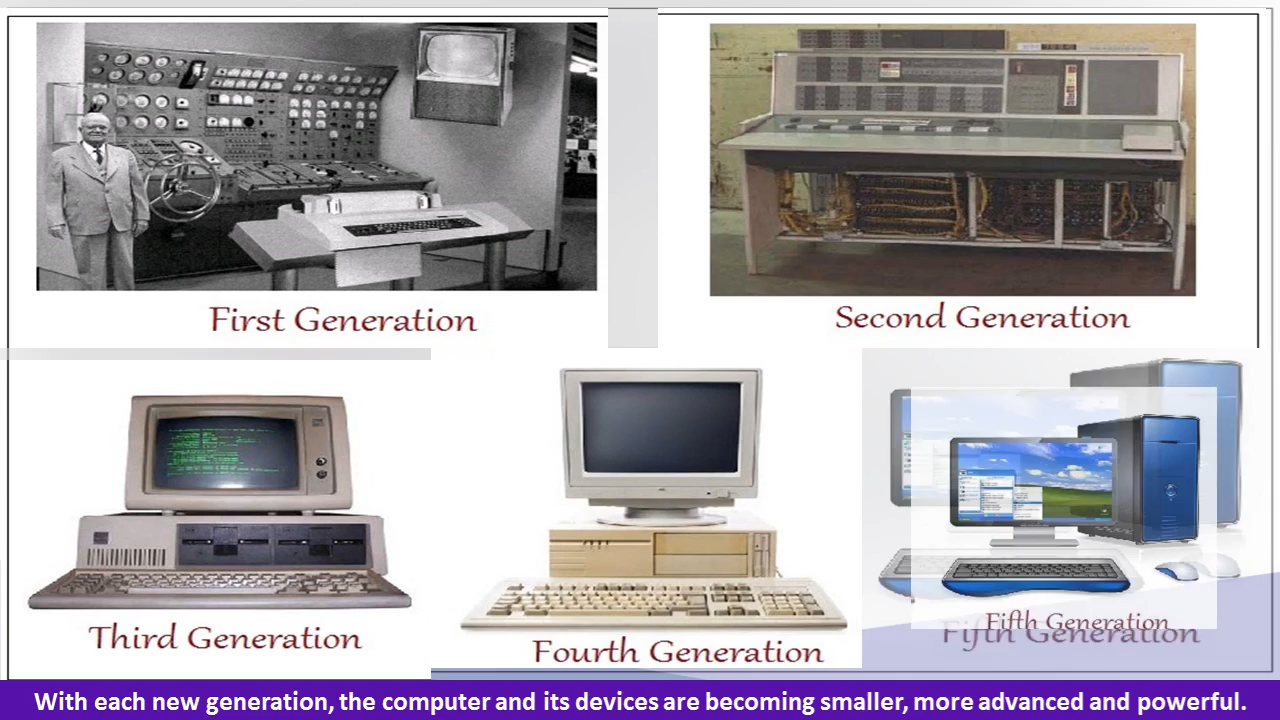 First Generation
Second Generation
Third Generation
Fourth Generation
Fifth Generation
Fifth Generation
With each new generation, the computer and its devices are becoming smaller, more advanced and powerful.